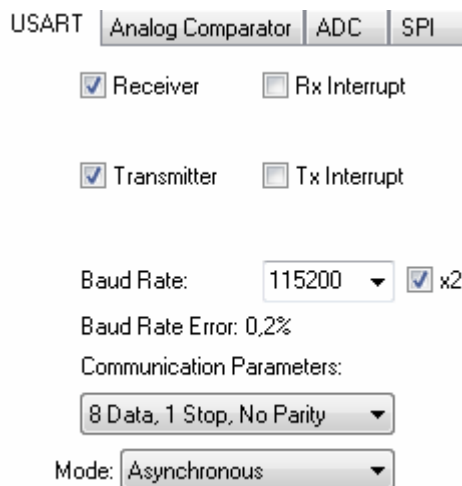 USART Analog Comparator ADC SPI
Receiver Rx Interrupt
Transmitter Tx Interrupt
Baud Rate: 115200 x2
Baud Rate Error: 0,2%
Communication Parameters:
8 Data, 1 Stop, No Parity
Mode: Asynchronous